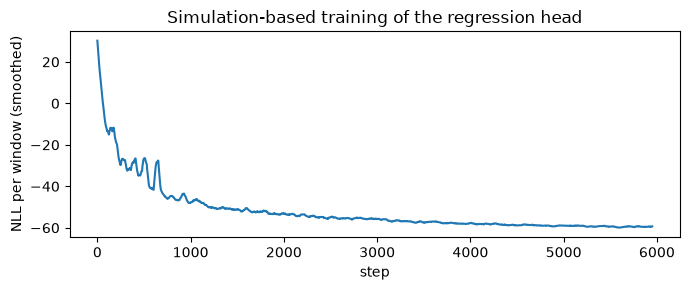 Simulation-based training of the regression head
NLL per window (smoothed)
20
0
−20
−40
−60
0 1000 2000 3000 4000 5000 6000
step